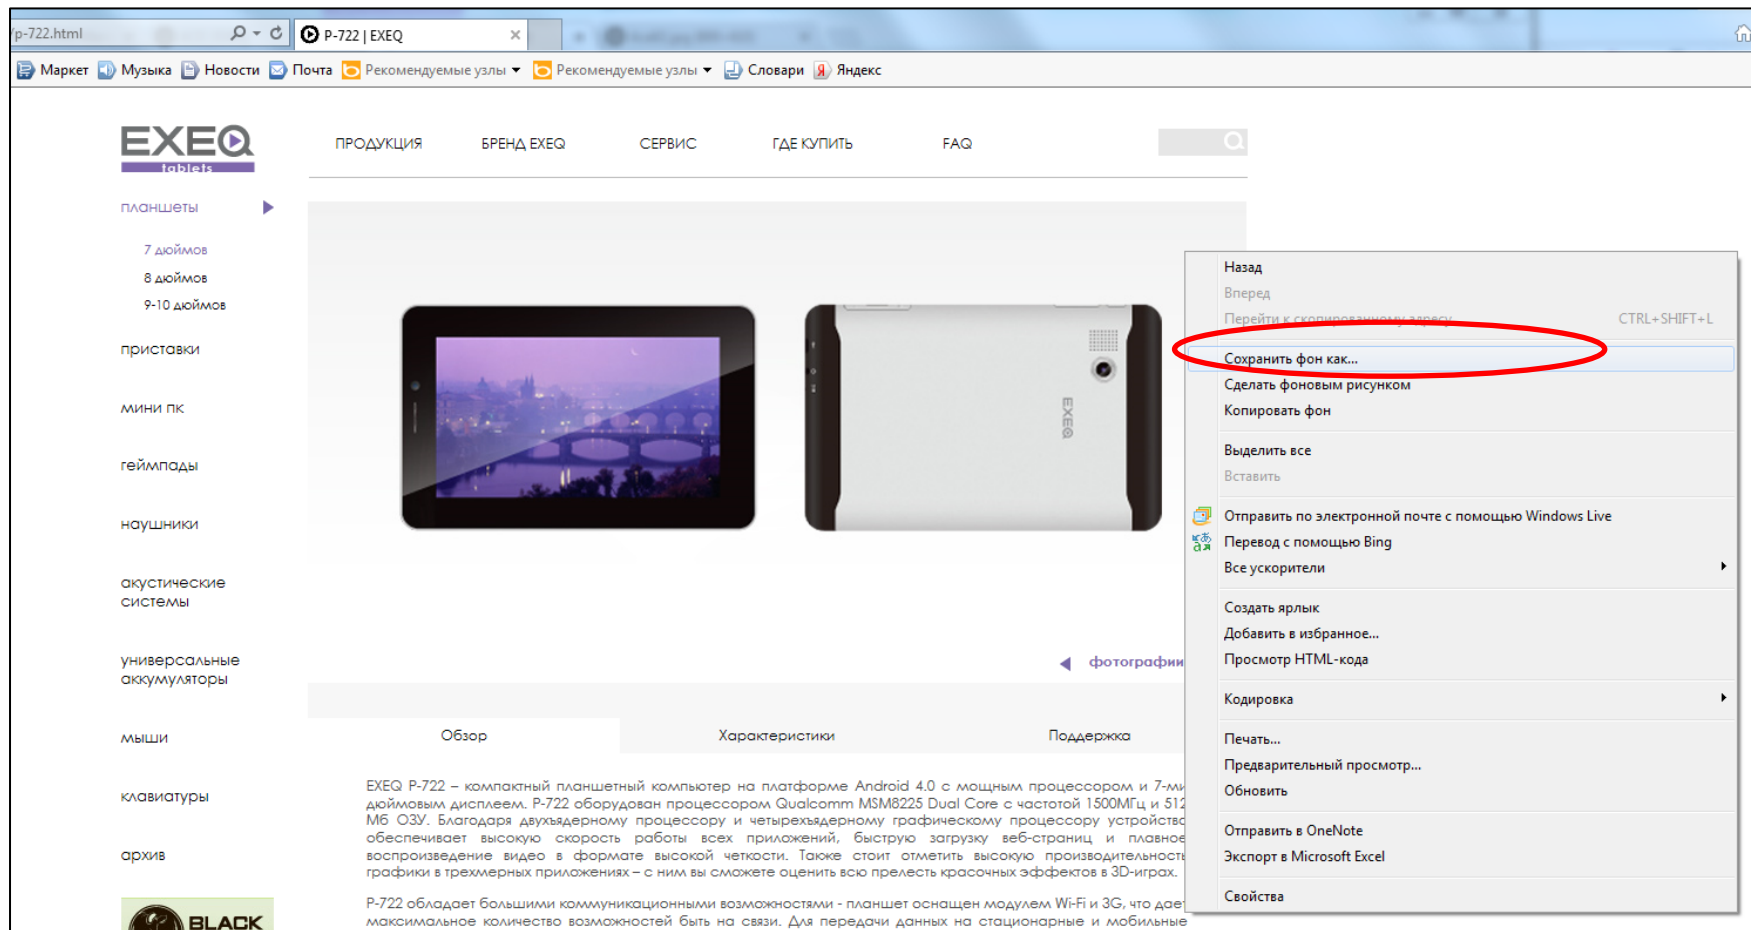 /p-722.html
P-722 | EXEQ
Маркет Музыка Новости Почта Рекомендуемые узлы Рекомендуемые узлы Словари Яндекс
EXEQ
tablets
ПРОДУКЦИЯ БРЕНД EXEQ СЕРВИС ГДЕ КУПИТЬ FAQ
планшеты
7 дюймов
8 дюймов
9-10 дюймов
приставки
мини пк
геймпады
наушники
акустические
системы
универсальные
аккумуляторы
мыши
клавиатуры
архив
BLACK
EXEQ
фотографии
Обзор Характеристики Поддержка
EXEQ P-722 – компактный планшетный компьютер на платформе Android 4.0 с мощным процессором и 7-ми
дюймовым дисплеем. P-722 оборудован процессором Qualcomm MSM8225 Dual Core с частотой 1500МГц и 512
Мб ОЗУ. Благодаря двухъядерному процессору и четырехъядерному графическому процессору устройство
обеспечивает высокую скорость работы всех приложений, быструю загрузку веб-страниц и плавное
воспроизведение видео в формате высокой четкости. Также стоит отметить высокую производительность
графики в трехмерных приложениях – с ним вы сможете оценить всю прелесть красочных эффектов в 3D-играх.
P-722 обладает большими коммуникационными возможностями - планшет оснащен модулем Wi-Fi и 3G, что дает
максимальное количество возможностей быть на связи. Для передачи данных на стационарные и мобильные
Назад
Вперед
Перейти к скопированному адресу CTRL+SHIFT+L
Сохранить фон как...
Сделать фоновым рисунком
Копировать фон
Выделить все
Вставить
Отправить по электронной почте с помощью Windows Live
Перевод с помощью Bing
Все ускорители
Создать ярлык
Добавить в избранное...
Просмотр HTML-кода
Кодировка
Печать...
Предварительный просмотр...
Обновить
Отправить в OneNote
Экспорт в Microsoft Excel
Свойства